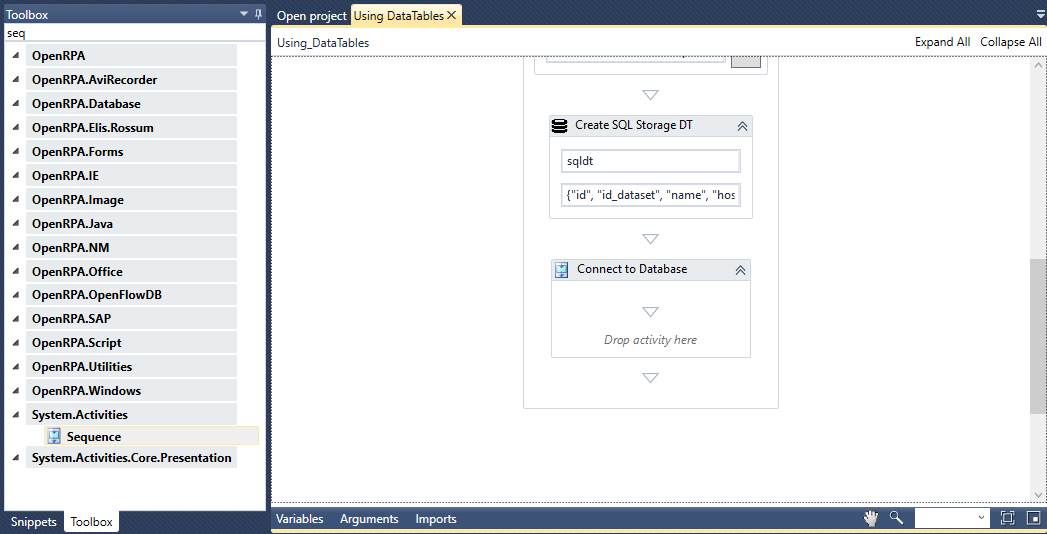 Toolbox
seq
OpenRPA
OpenRPA.AviRecorder
OpenRPA.Database
OpenRPA.Elis.Rossum
OpenRPA.Forms
OpenRPA.IE
OpenRPA.Image
OpenRPA.Java
OpenRPA.NM
OpenRPA.Office
OpenRPA.OpenFlowDB
OpenRPA.SAP
OpenRPA.Script
OpenRPA.Utilities
OpenRPA.Windows
System.Activities
Sequence
System.Activities.Core.Presentation
Snippets Toolbox
Open project Using DataTables
Using_DataTables Expand All Collapse All
Create SQL Storage DT
sqldt
{"id", "id_dataset", "name", "hos
Connect to Database
Drop activity here
Variables Arguments Imports